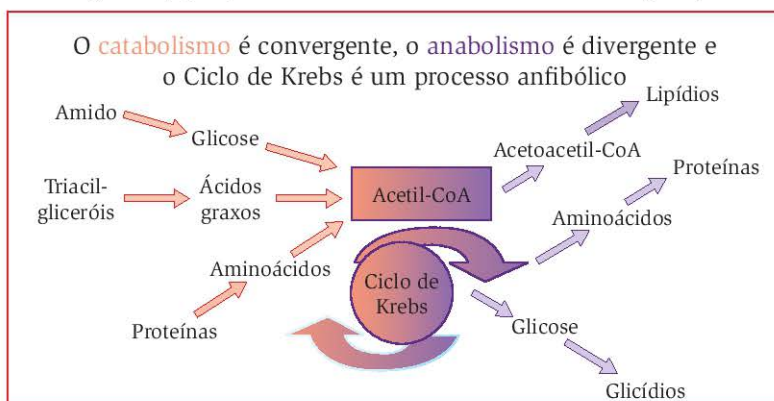 O catabolismo é convergente, o anabolismo é divergente e
o Ciclo de Krebs é um processo anfibólico
Amido
Glicose
Triacil-
gliceróis
Ácidos
graxos
Proteínas
Aminoácidos
Acetil-CoA
Ciclo de
Krebs
Acetoacetil-CoA
Lipídios
Aminoácidos
Proteínas
Glicose
Glicídios